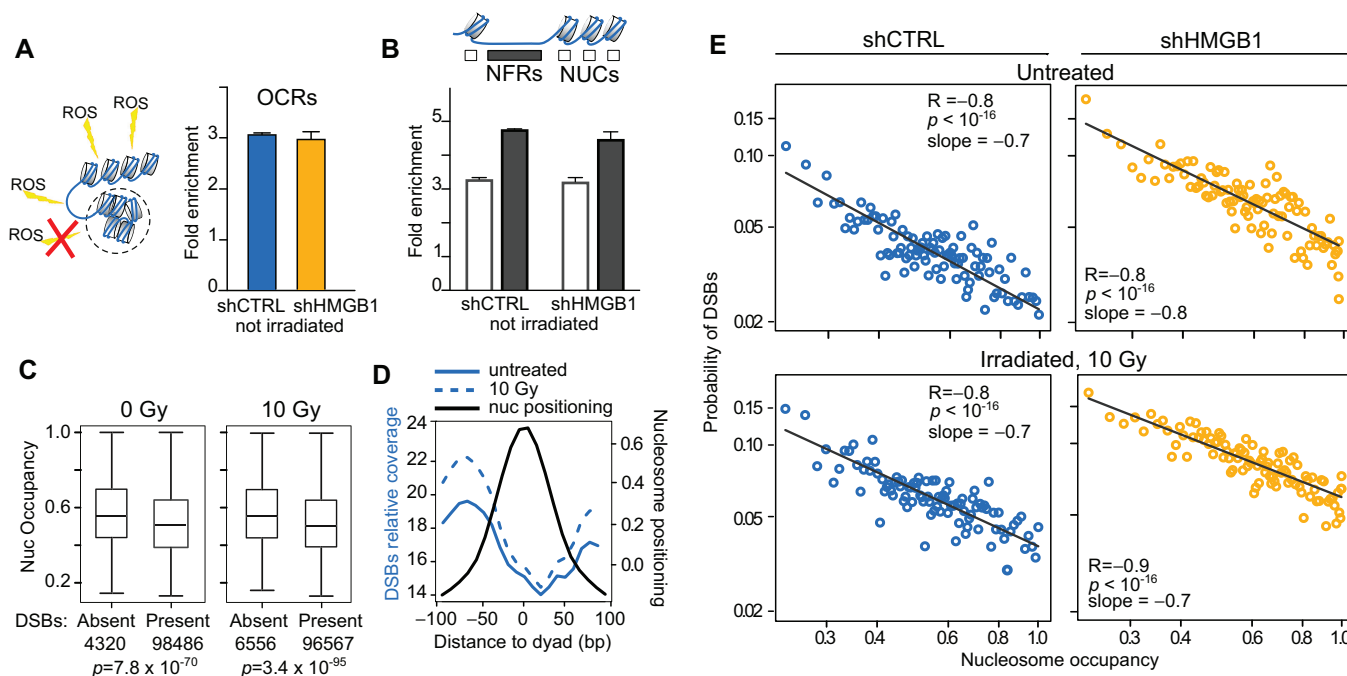 A
ROS
ROS
ROS
ROS
OCRs
Fold enrichment
3
2
1
0
shCTRL
shHMGB1
not irradiated
B
NFRs
NUCs
Fold enrichment
5
3
1
shCTRL
shHMGB1
not irradiated
C
0 Gy
10 Gy
Nuc Occupancy
1.0
0.6
0.2
DSBs:
Absent
Present
Absent
Present
4320
98486
6556
96567
p=7.8 x 10-70
p=3.4 x 10-95
D
untreated
10 Gy
nuc positioning
DSBs relative coverage
24
22
20
18
16
14
Nucleosome positioning
0.6
0.4
0.2
0.0
−100
−50
0
50
100
Distance to dyad (bp)
E
shCTRL
shHMGB1
Untreated
Probability of DSBs
0.15
0.10
0.05
0.02
R =−0.8
p < 10-16
slope = −0.7
R=−0.8
p < 10-16
slope = −0.8
Irradiated, 10 Gy
0.15
0.10
0.05
0.02
R =−0.8
p < 10-16
slope = −0.7
R=−0.9
p < 10-16
slope = −0.7
0.3
0.4
0.6
0.8
1.0
0.3
0.4
0.6
0.8
1.0
Nucleosome occupancy